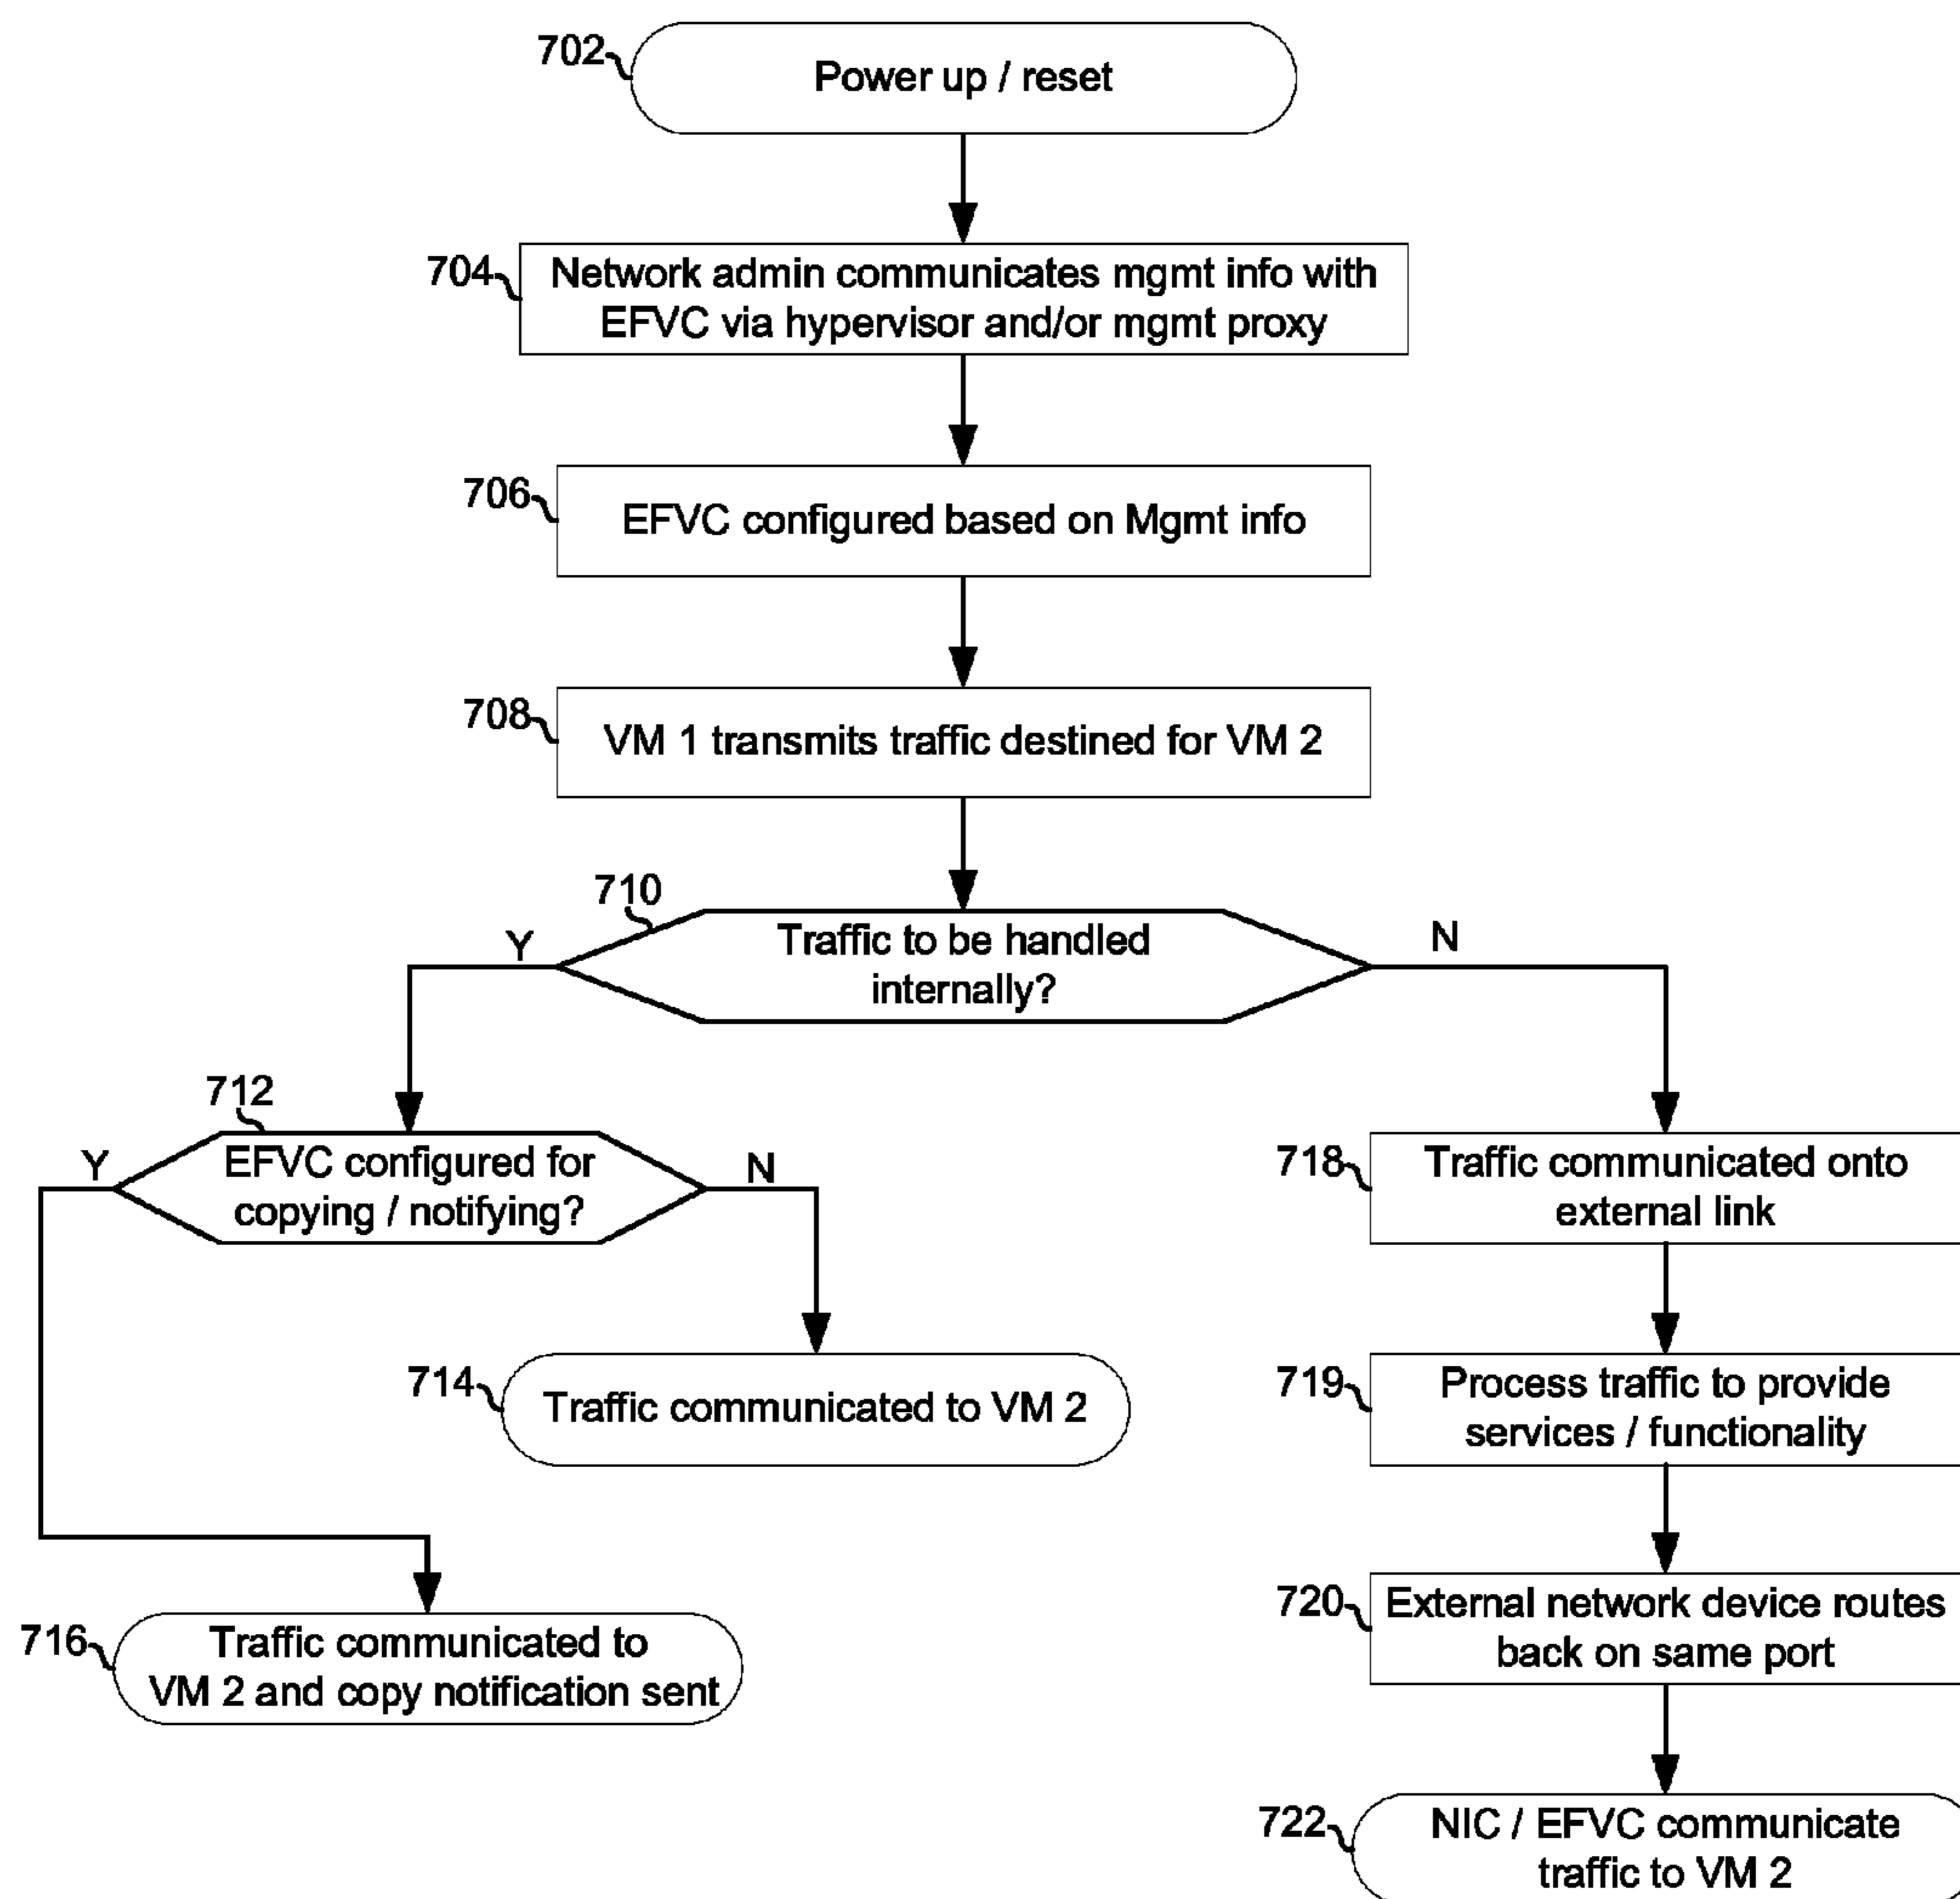 702
Power up / reset
704
Network admin communicates mgmt info with
EFVC via hypervisor and/or mgmt proxy
706
EFVC configured based on Mgmt info
708
VM 1 transmits traffic destined for VM 2
710
Traffic to be handled
internally?
Y
N
712
EFVC configured for
copying / notifying?
Y
N
714
Traffic communicated to VM 2
716
Traffic communicated to
VM 2 and copy notification sent
718
Traffic communicated onto
external link
719
Process traffic to provide
services / functionality
720
External network device routes
back on same port
722
NIC / EFVC communicate
traffic to VM 2